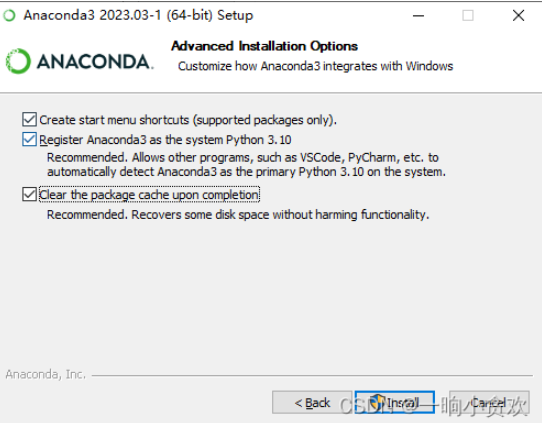 Anaconda3 2023.03-1 (64-bit) Setup
Advanced Installation Options
Customize how Anaconda3 integrates with Windows
ANACONDA.
Create start menu shortcuts (supported packages only).
Register Anaconda3 as the system Python 3.10
Recommended. Allows other programs, such as VSCode, PyCharm, etc. to
automatically detect Anaconda3 as the primary Python 3.10 on the system.
Clear the package cache upon completion
Recommended. Recovers some disk space without harming functionality.
Anaconda, Inc.
< Back
Install
Cancel
CSDN @一晌小贪欢